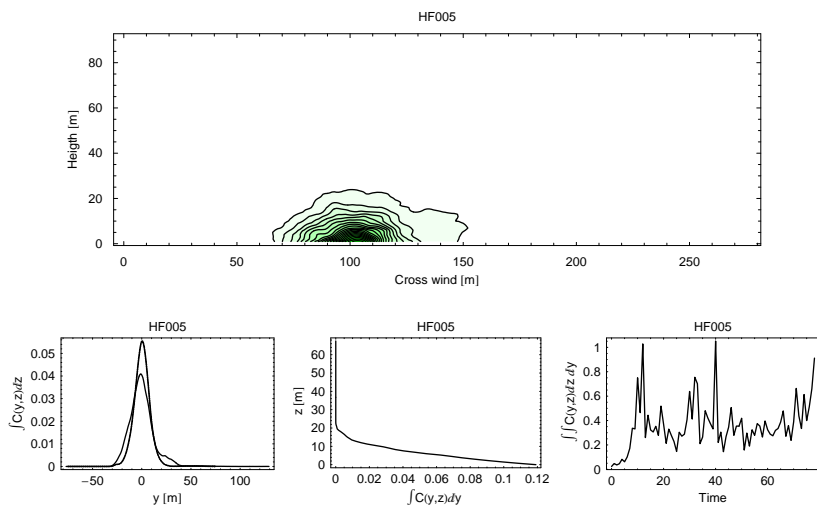 HF005
80
60
40
20
0
Heigth [m]
0 50 100 150 200 250
Cross wind [m]
HF005
0.05
0.04
0.03
0.02
0.01
0
∫C(y,z)dz
−50 0 50 100
y [m]
HF005
60
50
40
30
20
10
0
z [m]
0 0.02 0.04 0.06 0.08 0.1 0.12
∫C(y,z)dy
HF005
1
0.8
0.6
0.4
0.2
0
∫∫C(y,z)dz dy
0 20 40 60
Time